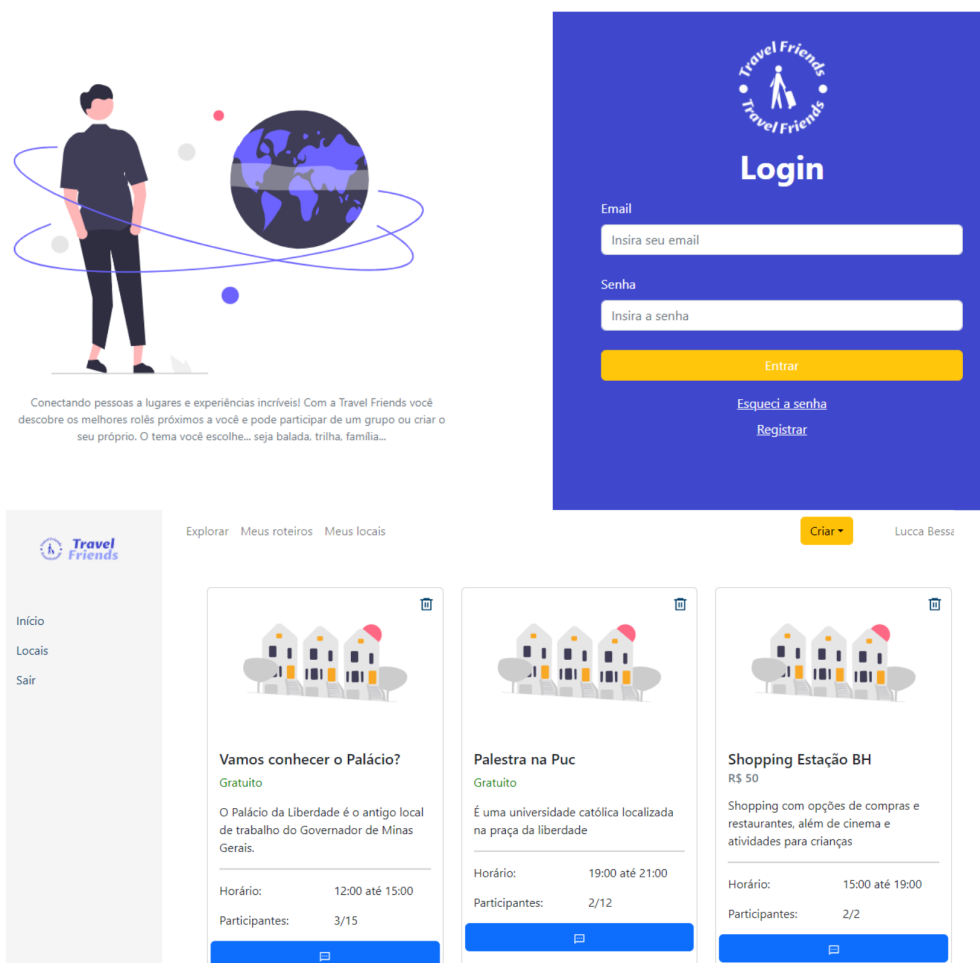 Travel Friends
Travel Friends
Login
Email
Insira seu email
Senha
Insira a senha
Entrar
Esqueci a senha
Registrar
Conectando pessoas a lugares e experiências incríveis! Com a Travel Friends você
descobre os melhores rolês próximos a você e pode participar de um grupo ou criar o
seu próprio. O tema você escolhe... seja balada, trilha, família...
Travel
Friends
Explorar Meus roteiros Meus locais
Criar
Lucca Bessa
Início
Locais
Sair
Vamos conhecer o Palácio?
Gratuito
O Palácio da Liberdade é o antigo local
de trabalho do Governador de Minas
Gerais.
Horário: 12:00 até 15:00
Participantes: 3/15
Palestra na Puc
Gratuito
É uma universidade católica localizada
na praça da liberdade
Horário: 19:00 até 21:00
Participantes: 2/12
Shopping Estação BH
R$ 50
Shopping com opções de compras e
restaurantes, além de cinema e
atividades para crianças
Horário: 15:00 até 19:00
Participantes: 2/2